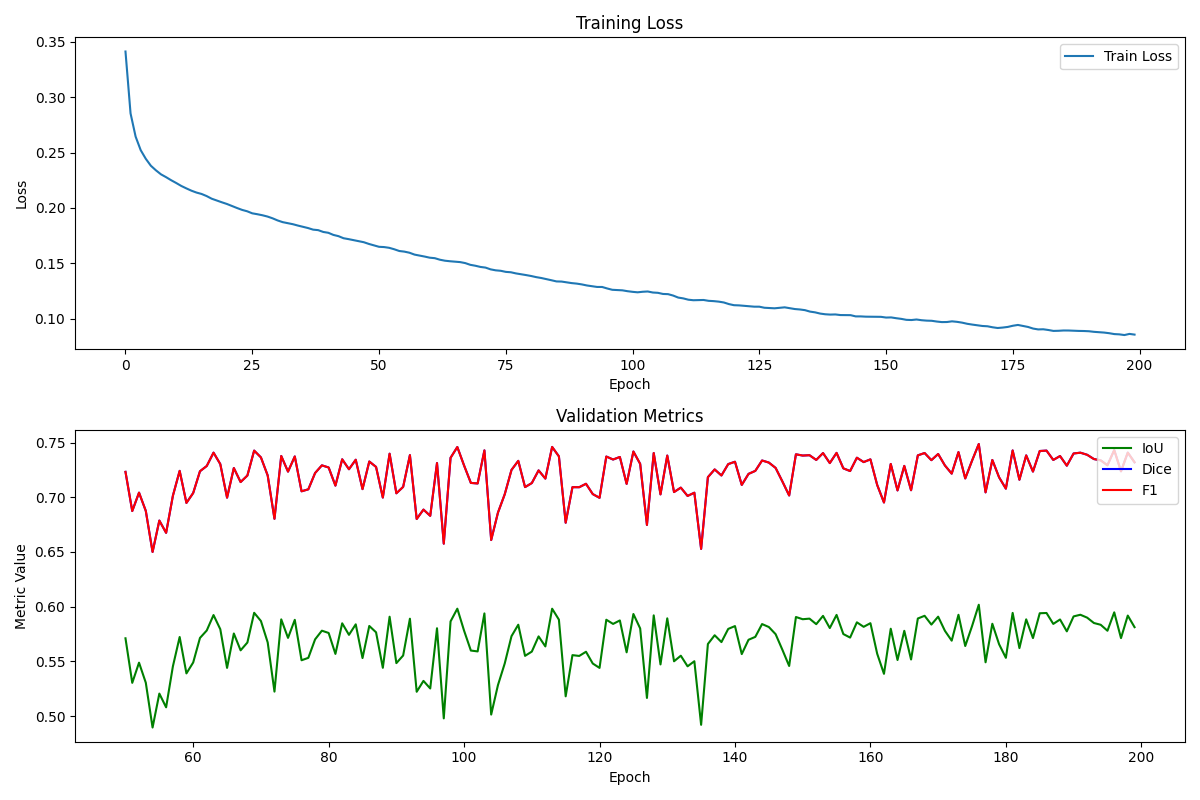 Training Loss
0.35
0.30
0.25
0.20
0.15
0.10
Loss
Train Loss
0 25 50 75 100 125 150 175 200
Epoch
Validation Metrics
0.75
0.70
0.65
0.60
0.55
0.50
Metric Value
IoU
Dice
F1
60 80 100 120 140 160 180 200
Epoch